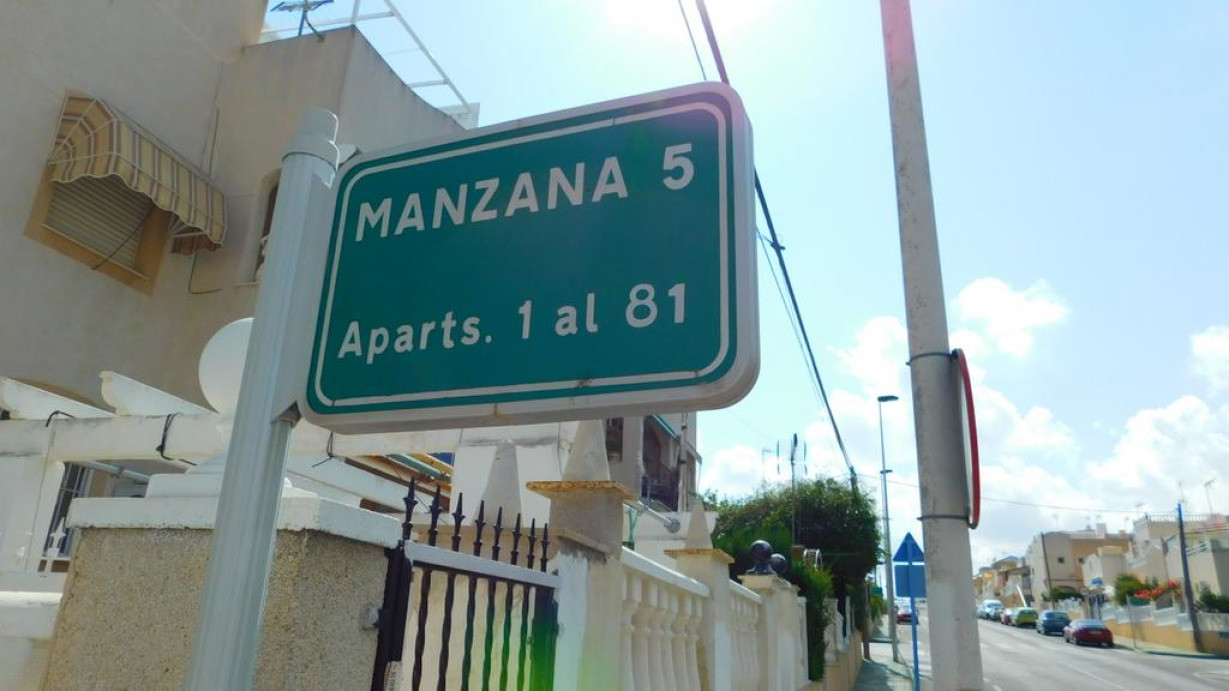 MANZANA 5
Aparts. 1 al 81